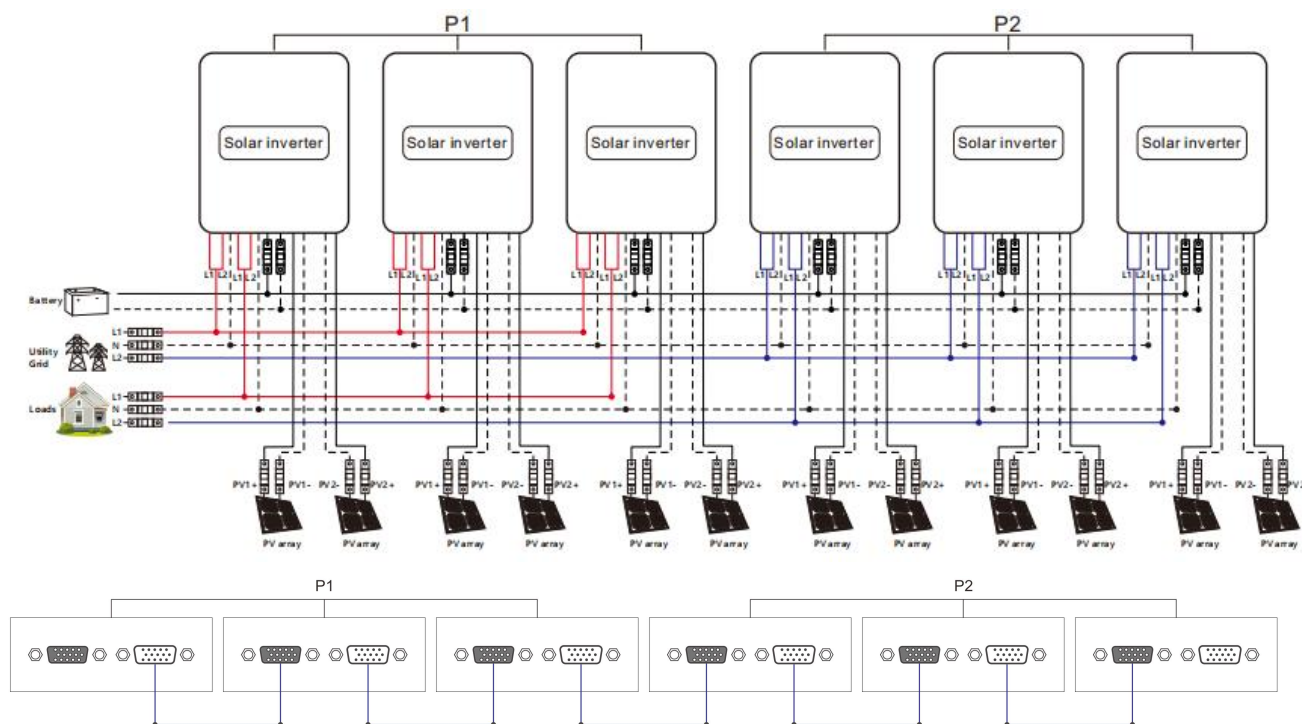 P1 P2
Solar inverter Solar inverter Solar inverter Solar inverter Solar inverter Solar inverter
L1 L2 L1 L2 L1 L2 L1 L2 L1 L2 L1 L2 L1 L2 L1 L2 L1 L2 L1 L2 L1 L2 L1 L2
Battery
L1
Utility N
Grid L2
L1
Loads N
L2
PV1+ PV1- PV2- PV2+ PV1+ PV1- PV2- PV2+ PV1+ PV1- PV2- PV2+ PV1+ PV1- PV2- PV2+ PV1+ PV1- PV2- PV2+ PV1+ PV1- PV2- PV2
PV array PV array PV array PV array PV array PV array PV array PV array PV array PV array PV array PV array
P1 P2